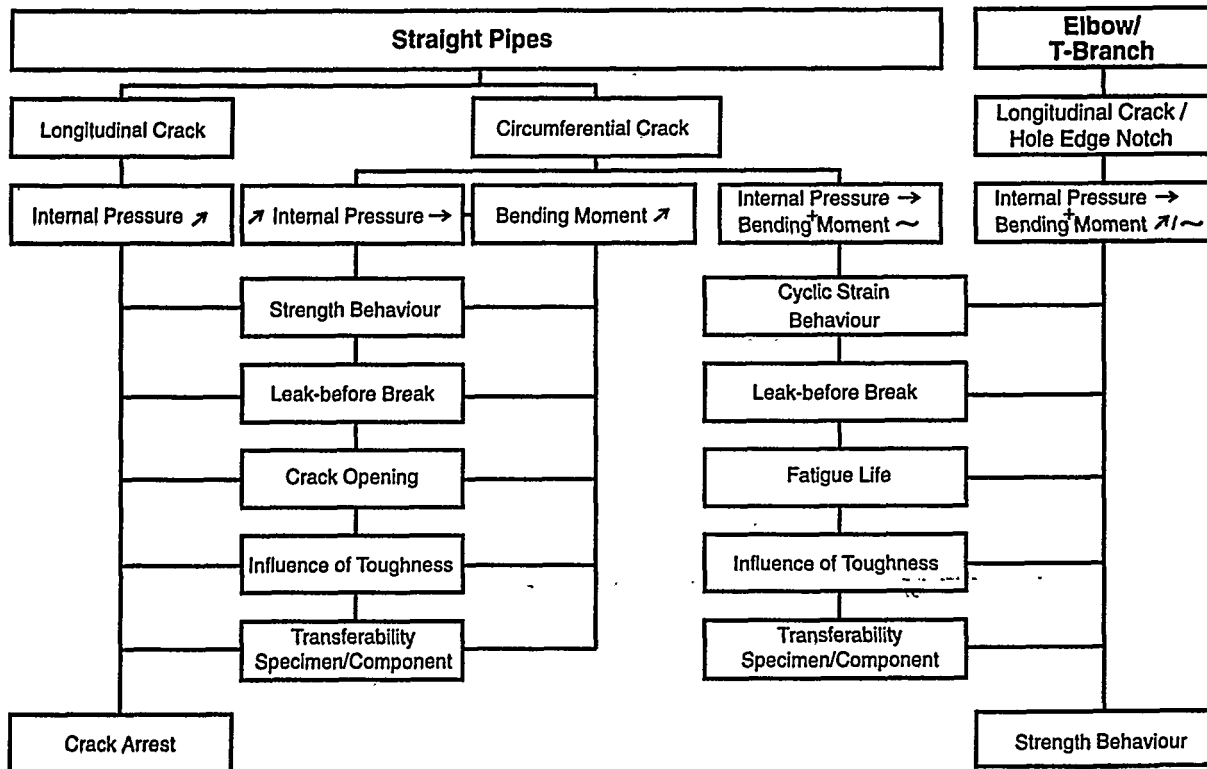 Straight Pipes
Elbow/
T-Branch
Longitudinal Crack
Circumferential Crack
Longitudinal Crack /
Hole Edge Notch
Internal Pressure ↗
↗ Internal Pressure →
Bending Moment ↗
Internal Pressure →
+
Bending Moment ∼
Internal Pressure →
+
Bending Moment ↗/∼
Strength Behaviour
Cyclic Strain
Behaviour
Leak-before Break
Leak-before Break
Crack Opening
Fatigue Life
Influence of Toughness
Influence of Toughness
Transferability
Specimen/Component
Transferability
Specimen/Component
Crack Arrest
Strength Behaviour